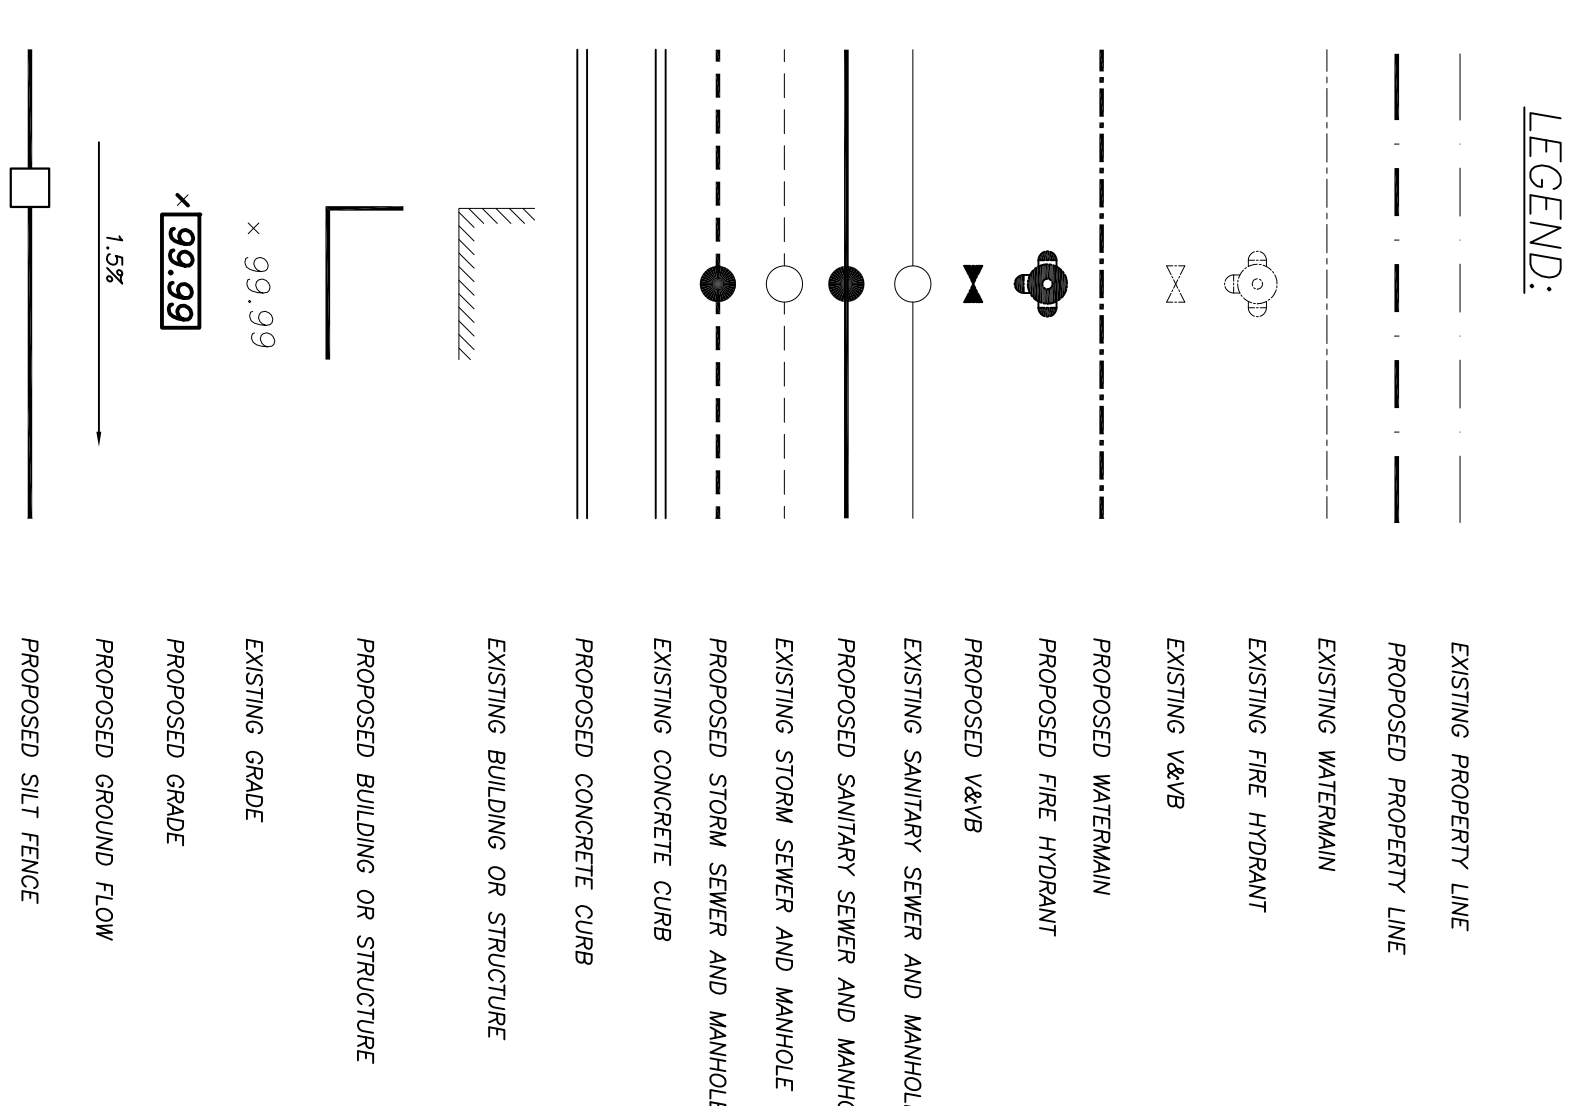 LEGEND:
EXISTING PROPERTY LINE
PROPOSED PROPERTY LINE
EXISTING WATERMAIN
EXISTING FIRE HYDRANT
EXISTING V&VB
PROPOSED WATERMAIN
PROPOSED FIRE HYDRANT
PROPOSED V&VB
EXISTING SANITARY SEWER AND MANHOLE
PROPOSED SANITARY SEWER AND MANHO
EXISTING STORM SEWER AND MANHOLE
PROPOSED STORM SEWER AND MANHOLE
EXISTING CONCRETE CURB
PROPOSED CONCRETE CURB
EXISTING BUILDING OR STRUCTURE
PROPOSED BUILDING OR STRUCTURE
× 99.99 EXISTING GRADE
× 99.99 PROPOSED GRADE
1.5% PROPOSED GROUND FLOW
PROPOSED SILT FENCE